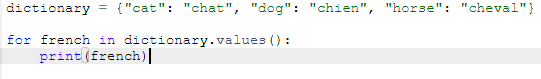 dictionary = {"cat": "chat", "dog": "chien", "horse": "cheval"}
for french in dictionary.values():
    print(french)